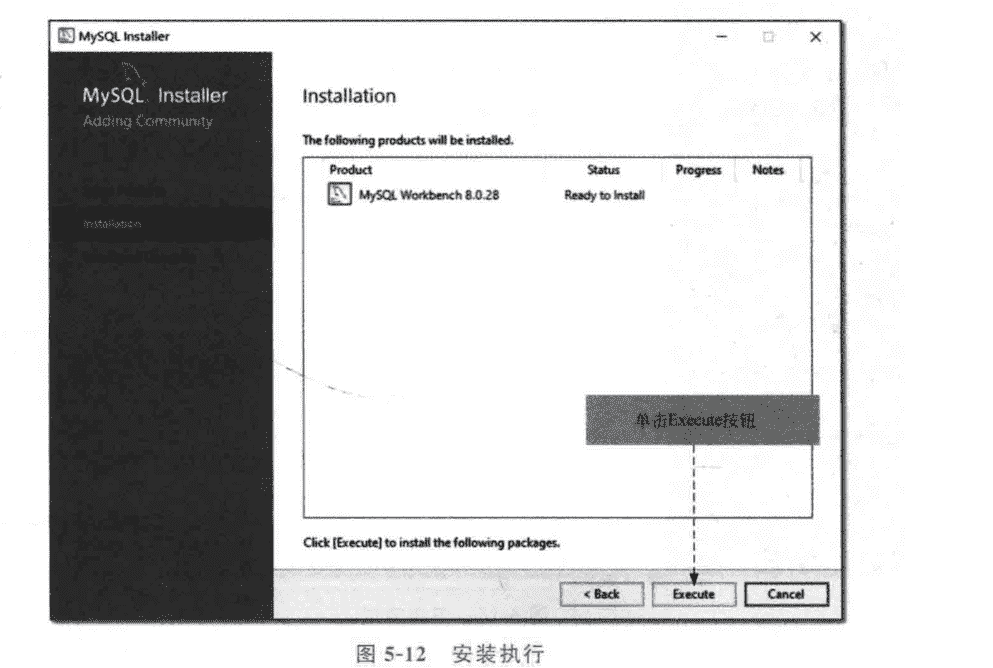 MySQL Installer
MySQL Installer
Adding Community
Installation
Installation
The following products will be installed.
Product Status Progress Notes
MySQL Workbench 8.0.28 Ready to Install
单击Execute按钮
Click [Execute] to install the following packages.
< Back Execute Cancel
图 5-12 安装执行